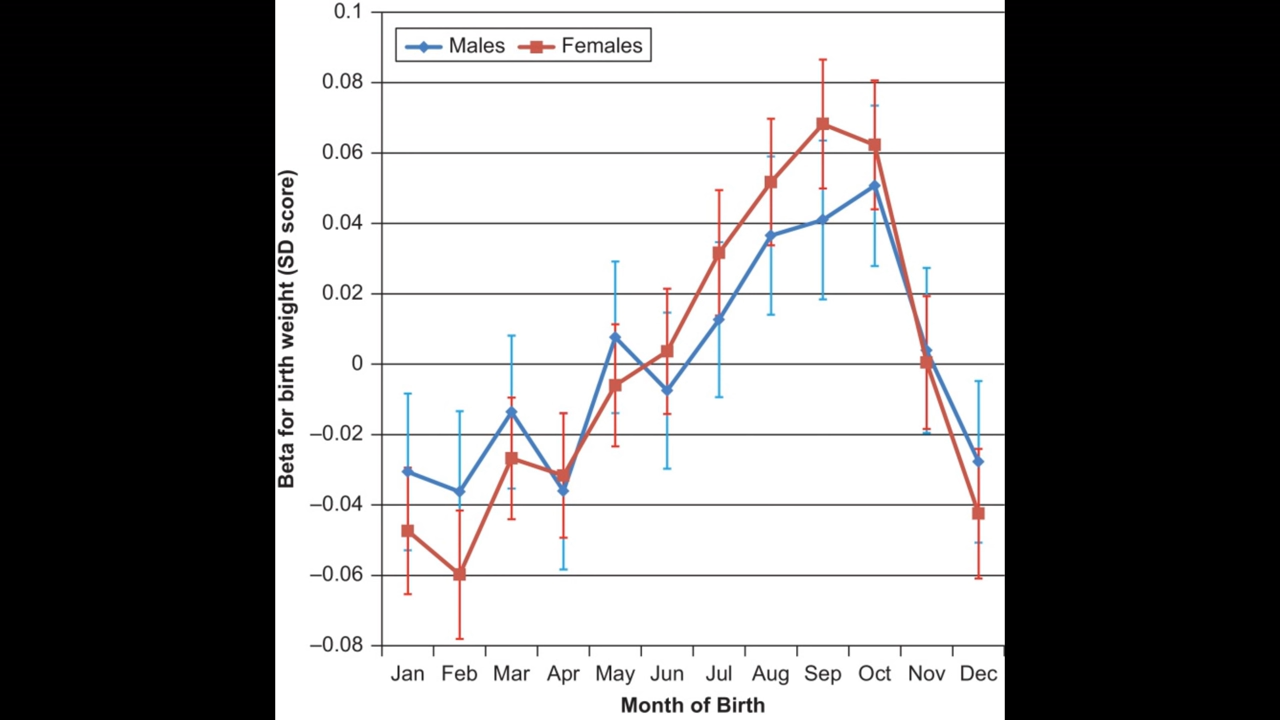 0.1
Males Females
0.08
0.06
0.04
0.02
0
–0.02
–0.04
–0.06
–0.08
Beta for birth weight (SD score)
Jan Feb Mar Apr May Jun Jul Aug Sep Oct Nov Dec
Month of Birth